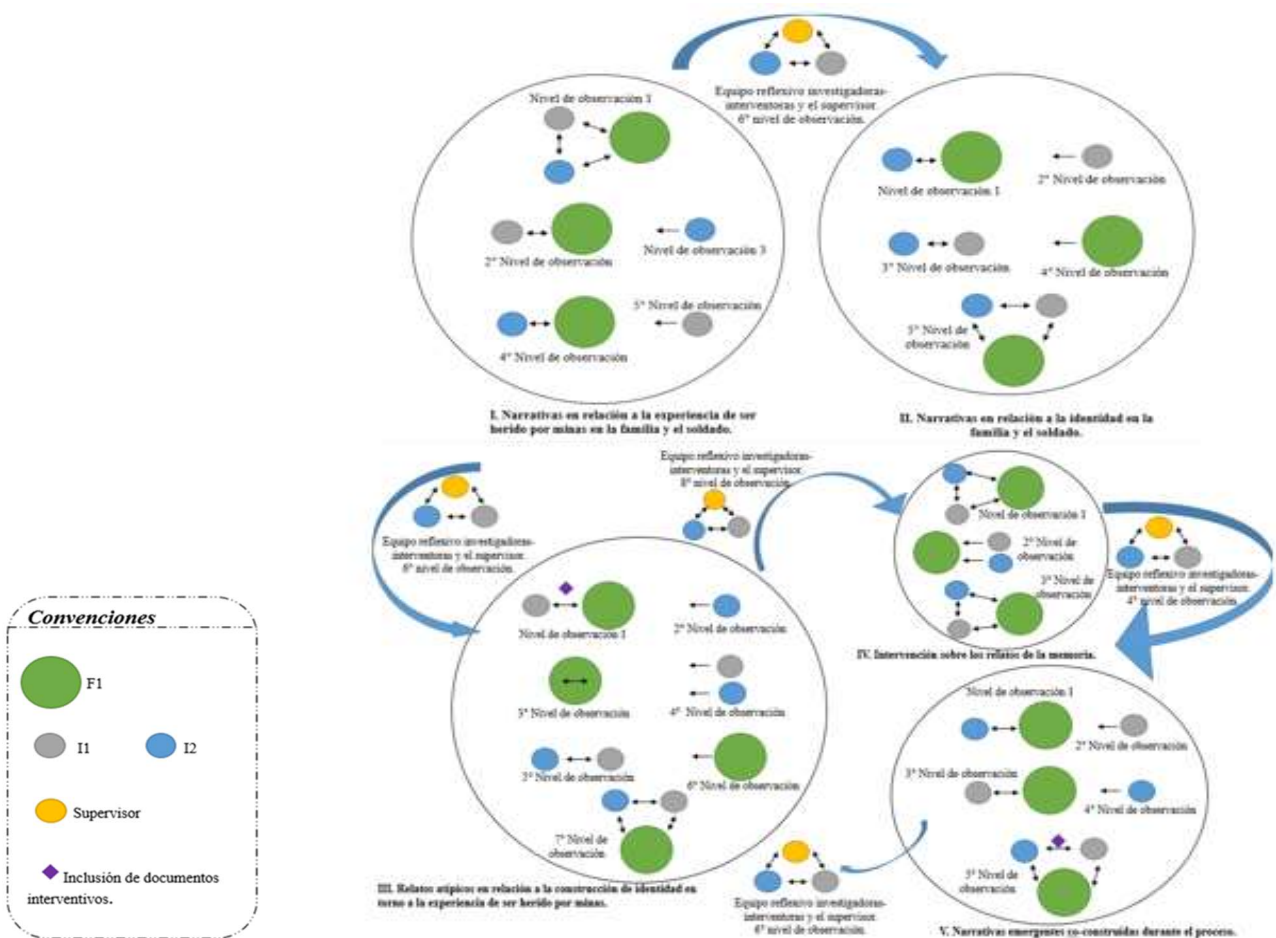 Equipo reflexivo investigadoras-
interventoras y el supervisor.
6° nivel de observación.
Nivel de observación 1
2° Nivel de observación
Nivel de observación 3
5° Nivel de observación
4° Nivel de observación
I. Narrativas en relación a la experiencia de ser
herido por minas en la familia y el soldado.
Nivel de observación 1
2° Nivel de observación
3° Nivel de observación
4° Nivel de observación
5° Nivel de
observación
II. Narrativas en relación a la identidad en la
familia y el soldado.
Equipo reflexivo investigadoras-
interventoras y el supervisor.
6° nivel de observación.
Nivel de observación 1
2° Nivel de observación
3° Nivel de observación
4° Nivel de observación
5° Nivel de observación
6° Nivel de observación
7° Nivel de
observación
III. Relatos atípicos en relación a la construcción de identidad en
torno a la experiencia de ser herido por minas.
Equipo reflexivo investigadoras-
interventoras y el supervisor.
8° nivel de observación.
Nivel de observación 1
2° Nivel de
observación
3° Nivel de
observación
IV. Intervención sobre los relatos de la memoria.
Equipo reflexivo investigadoras-
interventoras y el supervisor.
4° nivel de observación
Nivel de observación 1
2° Nivel de observación
3° Nivel de observación
4° Nivel de observación
5° Nivel de
observación
V. Narrativas emergentes co-construidas durante el proceso.
Equipo reflexivo investigadoras-
interventoras y el supervisor.
6° nivel de observación
Convenciones
F1
I1
I2
Supervisor
Inclusión de documentos
interventivos.